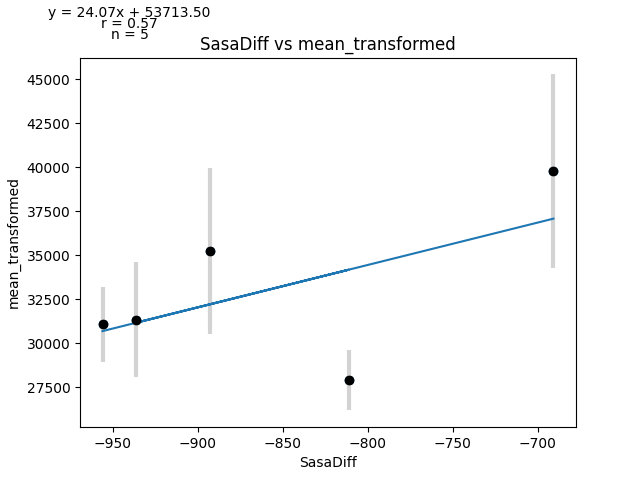 y = 24.07x + 53713.50
r = 0.57
n = 5
SasaDiff vs mean_transformed
45000
42500
40000
37500
35000
32500
30000
27500
mean_transformed
−950
−900
−850
−800
−750
−700
SasaDiff